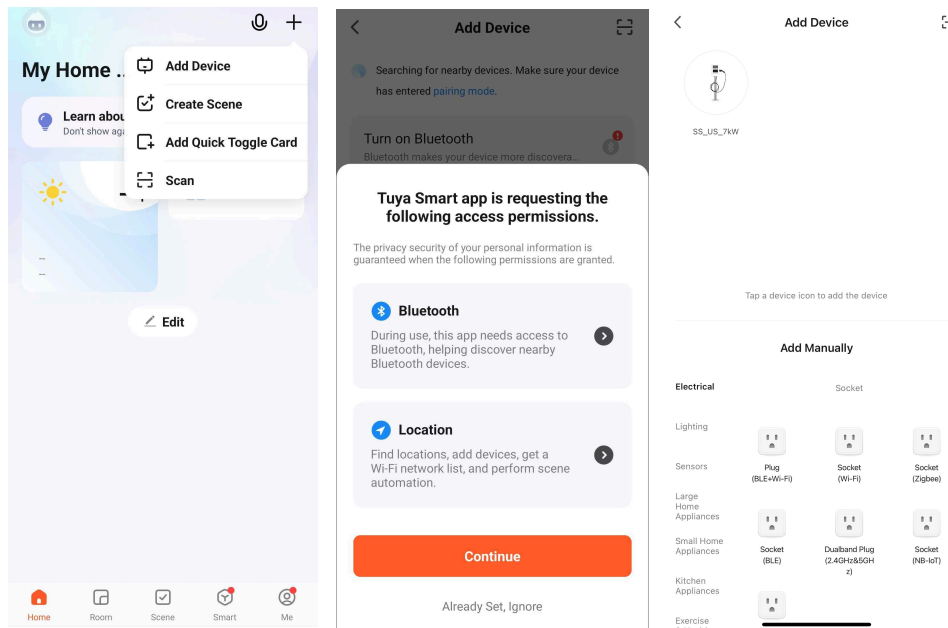 My Home ..
Add Device
Create Scene
Add Quick Toggle Card
Scan
Learn abou
Don't show aga
--
--
Edit
Home
Room
Scene
Smart
Me
Add Device
Searching for nearby devices. Make sure your device
has entered pairing mode.
Turn on Bluetooth
Bluetooth makes your device more discovera...
Tuya Smart app is requesting the
following access permissions.
The privacy security of your personal information is
guaranteed when the following permissions are granted.
Bluetooth
During use, this app needs access to
Bluetooth, helping discover nearby
Bluetooth devices.
Location
Find locations, add devices, get a
Wi-Fi network list, and perform scene
automation.
Continue
Already Set, Ignore
Add Device
SS_US_7kW
Tap a device icon to add the device
Add Manually
Electrical
Lighting
Sensors
Large
Home
Appliances
Small Home
Appliances
Kitchen
Appliances
Exercise
Socket
Plug
(BLE+Wi-Fi)
Socket
(Wi-Fi)
Socket
(Zigbee)
Socket
(BLE)
Dualband Plug
(2.4GHz&5GH
z)
Socket
(NB-IoT)